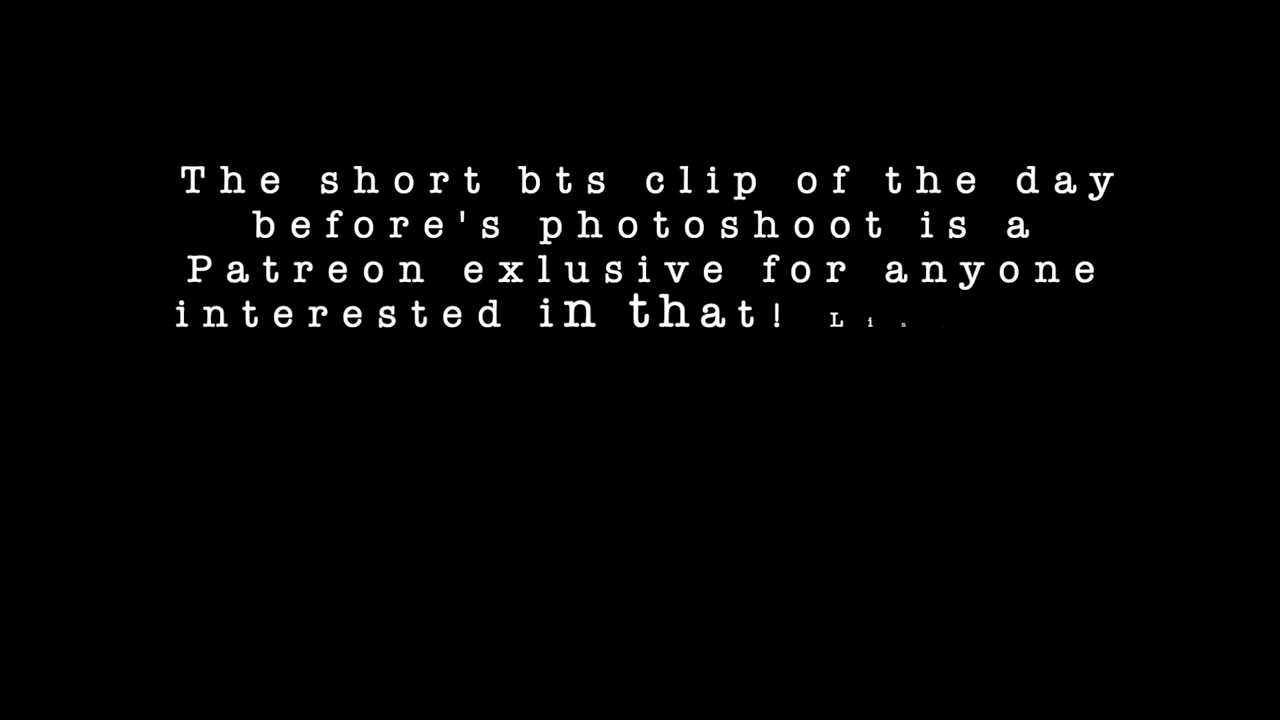 The short bts clip of the day
before's photoshoot is a
Patreon exlusive for anyone
interested in that!